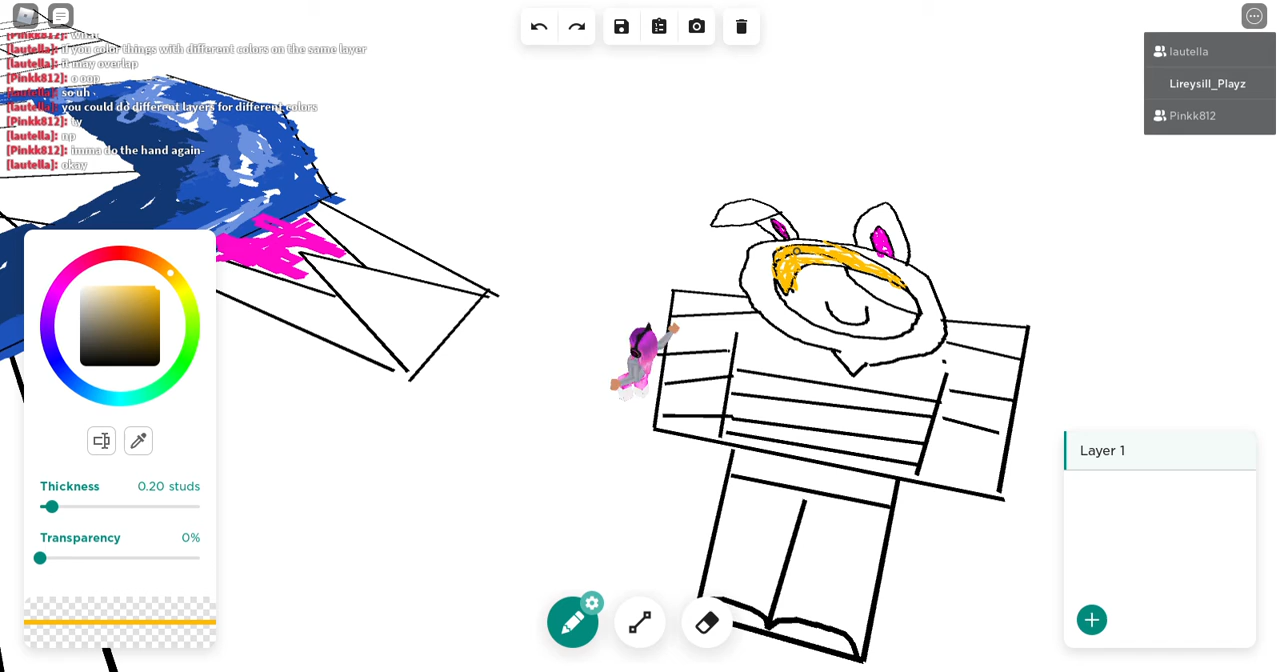 [Pinkk812]: what
[lautella]: if you color things with different colors on the same layer
[lautella]: it may overlap
[Pinkk812]: o oop
[lautella]: so uh
[lautella]: you could do different layers for different colors
[Pinkk812]: ty
[lautella]: np
[Pinkk812]: imma do the hand again-
[lautella]: okay
lautella
Lireysill_Playz
Pinkk812
Thickness 0.20 studs
Transparency 0%
Layer 1